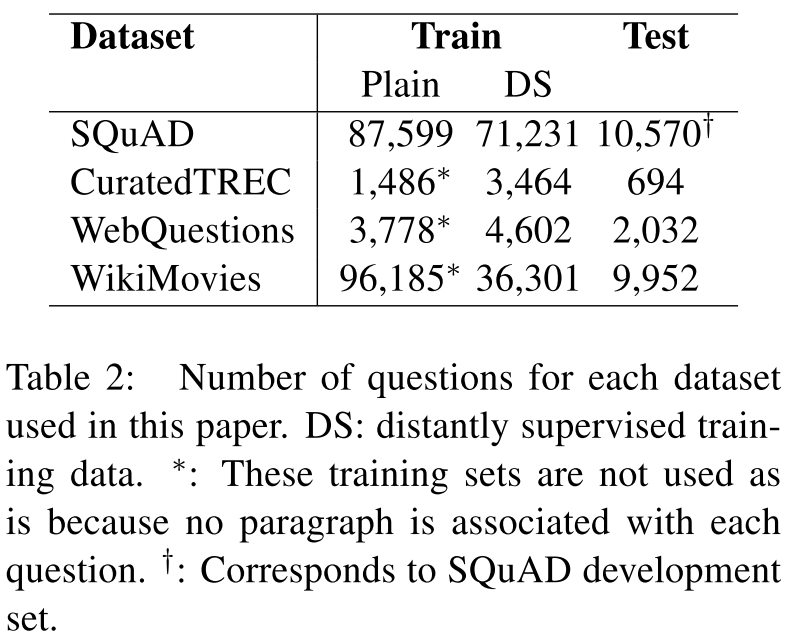 Dataset Train Test
Plain DS
SQuAD 87,599 71,231 10,570†
CuratedTREC 1,486* 3,464 694
WebQuestions 3,778* 4,602 2,032
WikiMovies 96,185* 36,301 9,952
Table 2: Number of questions for each dataset
used in this paper. DS: distantly supervised train-
ing data. *: These training sets are not used as
is because no paragraph is associated with each
question. †: Corresponds to SQuAD development
set.